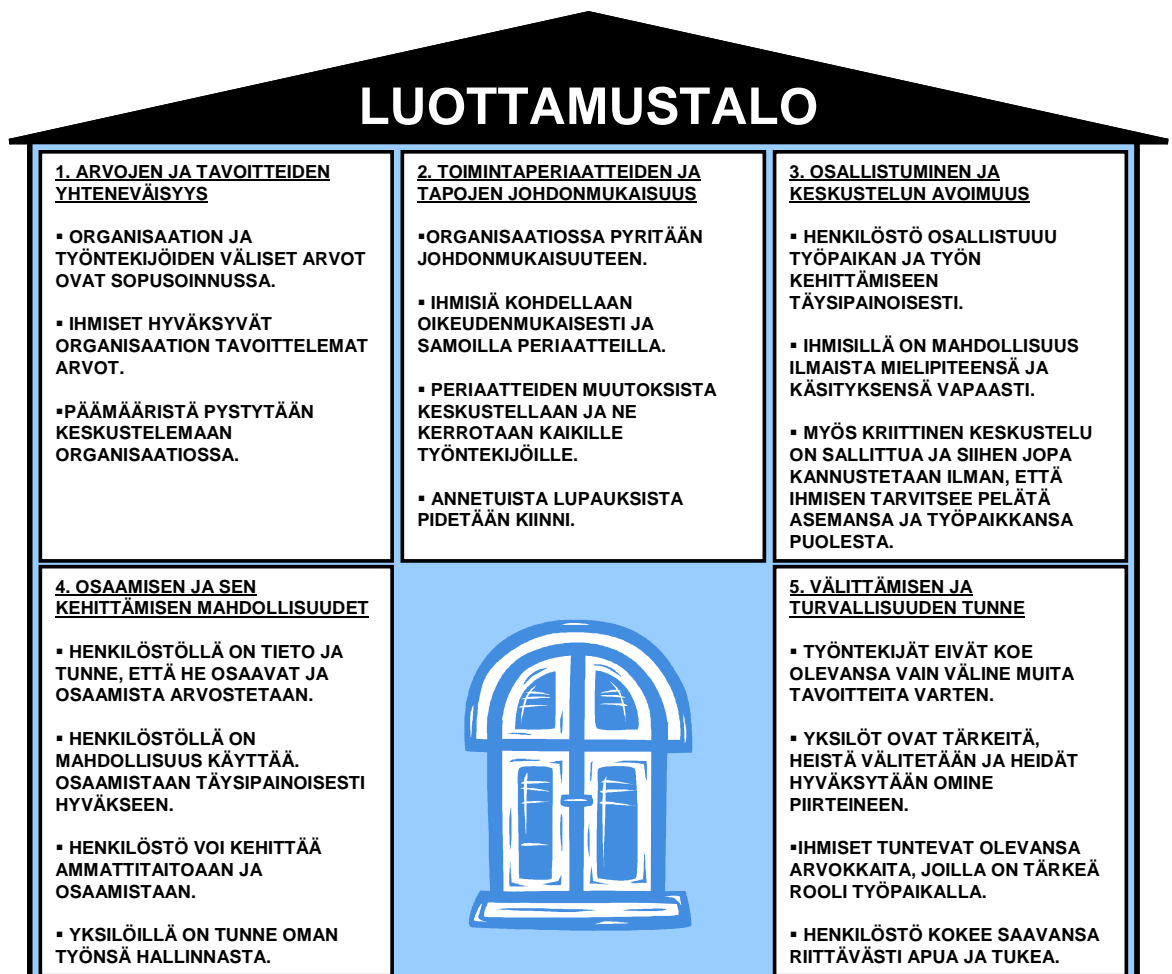 LUOTTAMUSTALO
1. ARVOJEN JA TAVOITTEIDEN
YHTENEVÄISYYS
▪ ORGANISAATION JA
TYÖNTEKIJÖIDEN VÄLISET ARVOT
OVAT SOPUSOINNUSSA.
▪ IHMISET HYVÄKSYVÄT
ORGANISAATION TAVOITTELEMAT
ARVOT.
▪PÄÄMÄÄRISTÄ PYSTYTÄÄN
KESKUSTELEMAAN
ORGANISAATIOSSA.
2. TOIMINTAPERIAATTEIDEN JA
TAPOJEN JOHDONMUKAISUUS
▪ORGANISAATIOSSA PYRITÄÄN
JOHDONMUKAISUUTEEN.
▪ IHMISIÄ KOHDELLAAN
OIKEUDENMUKAISESTI JA
SAMOILLA PERIAATTEILLA.
▪ PERIAATTEIDEN MUUTOKSISTA
KESKUSTELLAAN JA NE
KERROTAAN KAIKILLE
TYÖNTEKIJÖILLE.
▪ ANNETUISTA LUPAUKSISTA
PIDETÄÄN KIINNI.
3. OSALLISTUMINEN JA
KESKUSTELUN AVOIMUUS
▪ HENKILÖSTÖ OSALLISTUUU
TYÖPAIKAN JA TYÖN
KEHITTÄMISEEN
TÄYSIPAINOISESTI.
▪ IHMISILLÄ ON MAHDOLLISUUS
ILMAISTA MIELIPITEENSÄ JA
KÄSITYKSENSÄ VAPAASTI.
▪ MYÖS KRIITTINEN KESKUSTELU
ON SALLITTUA JA SIIHEN JOPA
KANNUSTETAAN ILMAN, ETTÄ
IHMISEN TARVITSEE PELÄTÄ
ASEMANSA JA TYÖPAIKKANSA
PUOLESTA.
4. OSAAMISEN JA SEN
KEHITTÄMISEN MAHDOLLISUUDET
▪ HENKILÖSTÖLLÄ ON TIETO JA
TUNNE, ETTÄ HE OSAAVAT JA
OSAAMISTA ARVOSTETAAN.
▪ HENKILÖSTÖLLÄ ON
MAHDOLLISUUS KÄYTTÄÄ.
OSAAMISTAAN TÄYSIPAINOISESTI
HYVÄKSEEN.
▪ HENKILÖSTÖ VOI KEHITTÄÄ
AMMATTITAITOAAN JA
OSAAMISTAAN.
▪ YKSILÖILLÄ ON TUNNE OMAN
TYÖNSÄ HALLINNASTA.
5. VÄLITTÄMISEN JA
TURVALLISUUDEN TUNNE
▪ TYÖNTEKIJÄT EIVÄT KOE
OLEVANSA VAIN VÄLINE MUITA
TAVOITTEITA VARTEN.
▪ YKSILÖT OVAT TÄRKEITÄ,
HEISTÄ VÄLITETÄÄN JA HEIDÄT
HYVÄKSYTÄÄN OMINE
PIIRTEINEEN.
▪IHMISET TUNTEVAT OLEVANSA
ARVOKKAITA, JOILLA ON TÄRKEÄ
ROOLI TYÖPAIKALLA.
▪ HENKILÖSTÖ KOKEE SAAVANSA
RIITTÄVÄSTI APUA JA TUKEA.